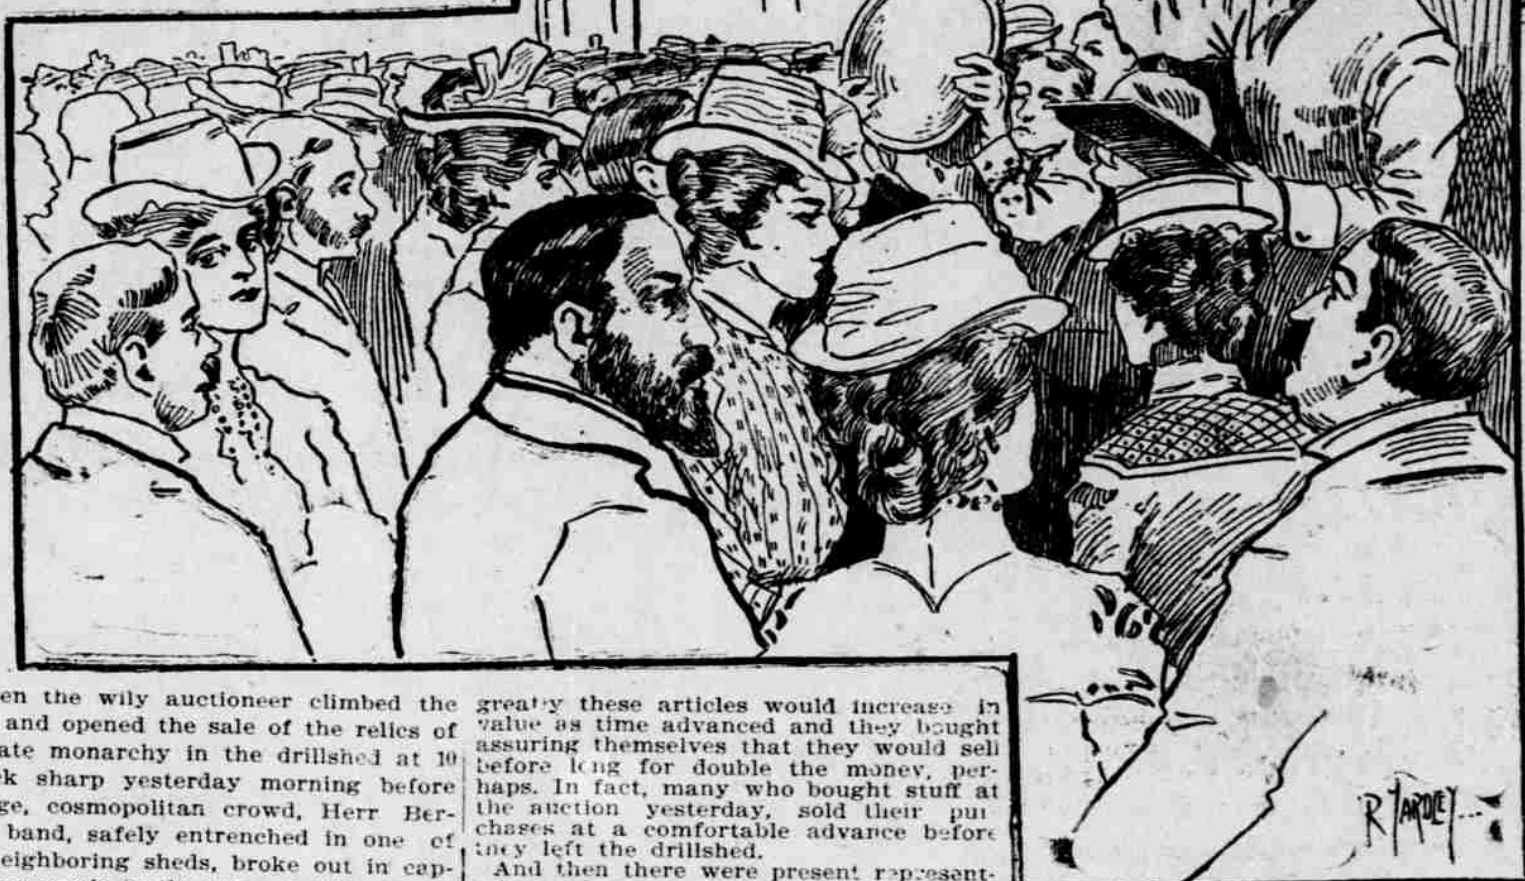 en the wily auctioneer climbed the
and opened the sale of the relics of
ate monarchy in the drillshed at 10
k sharp yesterday morning before
ge, cosmopolitan crowd, Herr Ber-
band, safely entrenched in one of
eighboring sheds, broke out in cap-
greatly these articles would increase in
value as time advanced and they bought
assuring themselves that they would sell
before long for double the money, per-
haps. In fact, many who bought stuff at
the auction yesterday, sold their pur
chases at a comfortable advance before
they left the drillshed.
And then there were present represent-
R YARDLEY